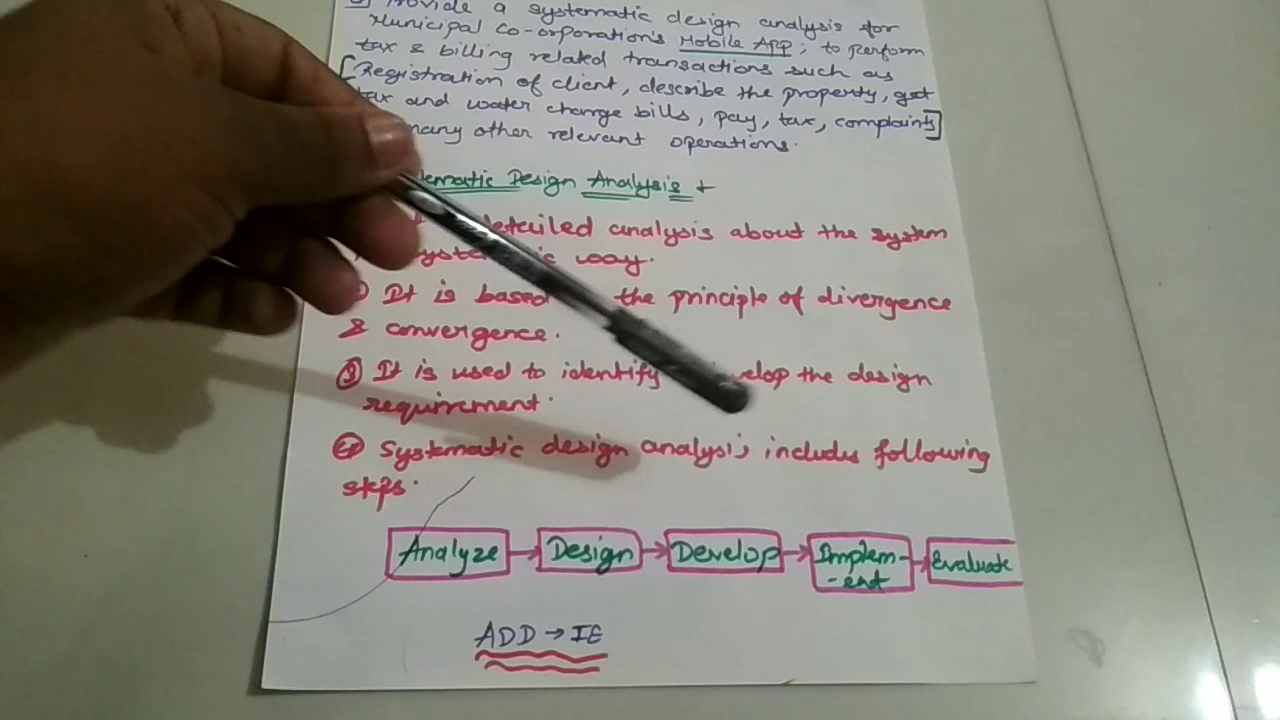 Provide a systematic design analysis for
Municipal co-orporation's Mobile App; to perform
tax & billing related transactions such as
[Registration of client, describe the property, get
tax and water charge bills, pay, tax, complaints]
many other relevant operations.
Design Analysis
detailed analysis about the system
way.
It is based the principle of divergence
& convergence.
③ It is used to identify the design
requirement.
④ Systematic design analysis includes following
steps.
Analyze → Design → Develop → Implem- → Evaluate
-ent
ADD → IE